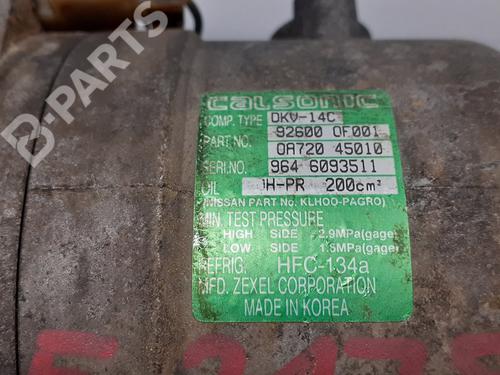 B-PARTS
calsonic
COMP. TYPE DKV-14C
92600 0F001
PART NO. 0A720 45010
SERI.NO. 964 6093511
OIL H-PR 200cm³
(NISSAN PART No. KLHOO-PAGRO)
MIN. TEST PRESSURE
HIGH SIDE 2.9MPa(gage)
LOW SIDE 1.5MPa(gage)
REFRIG. HFC-134a
MFD. ZEXEL CORPORATION
MADE IN KOREA